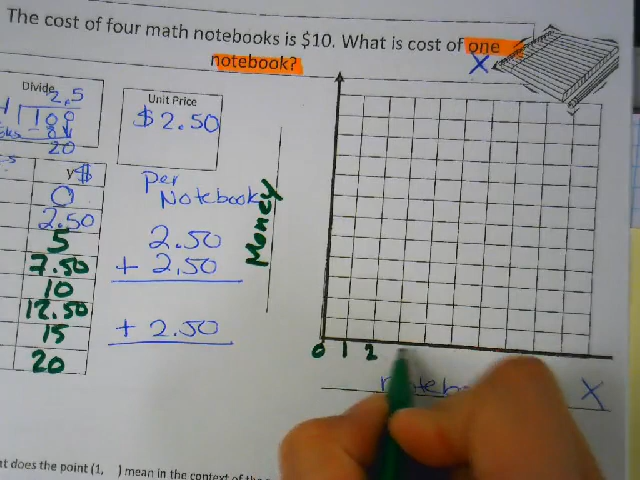 The cost of four math notebooks is $10. What is cost of one
notebook? X
Divide
2.5
100
- 8
20
Unit Price
$2.50
per
Notebook
y $
0
2.50
5
7.50
10
12.50
15
20
2.50
+ 2.50
+ 2.50
Money
0 1 2
X
does the point (1, ) mean in the context of